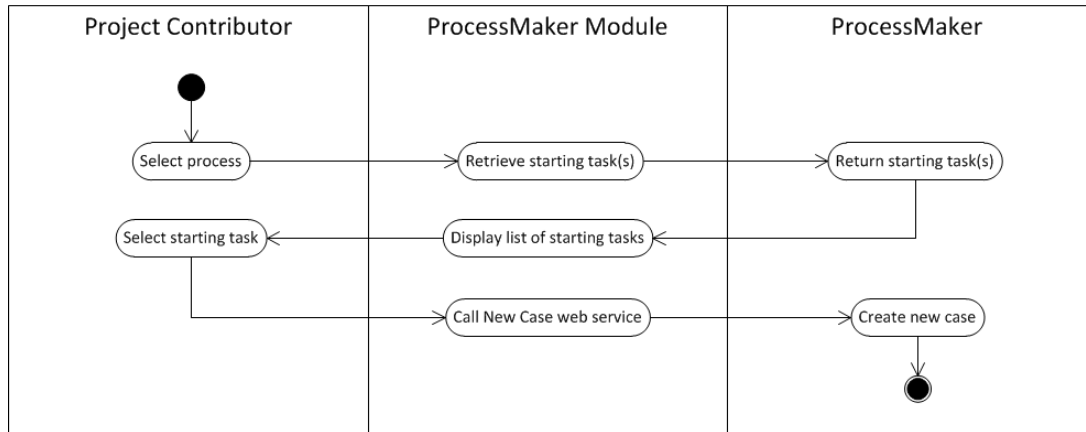 Project Contributor
ProcessMaker Module
ProcessMaker
Select process
Retrieve starting task(s)
Return starting task(s)
Select starting task
Display list of starting tasks
Call New Case web service
Create new case